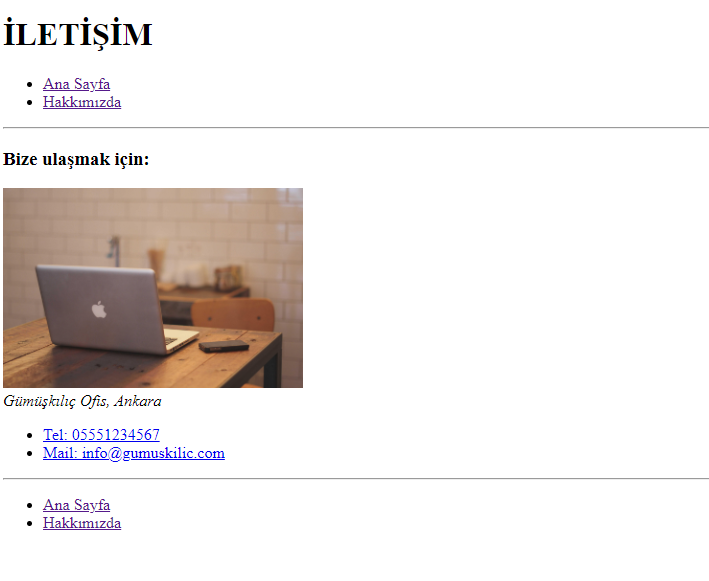 İLETİŞİM
Ana Sayfa
Hakkımızda
Bize ulaşmak için:
Gümüşkılıç Ofis, Ankara
Tel: 05551234567
Mail: info@gumuskilic.com
Ana Sayfa
Hakkımızda